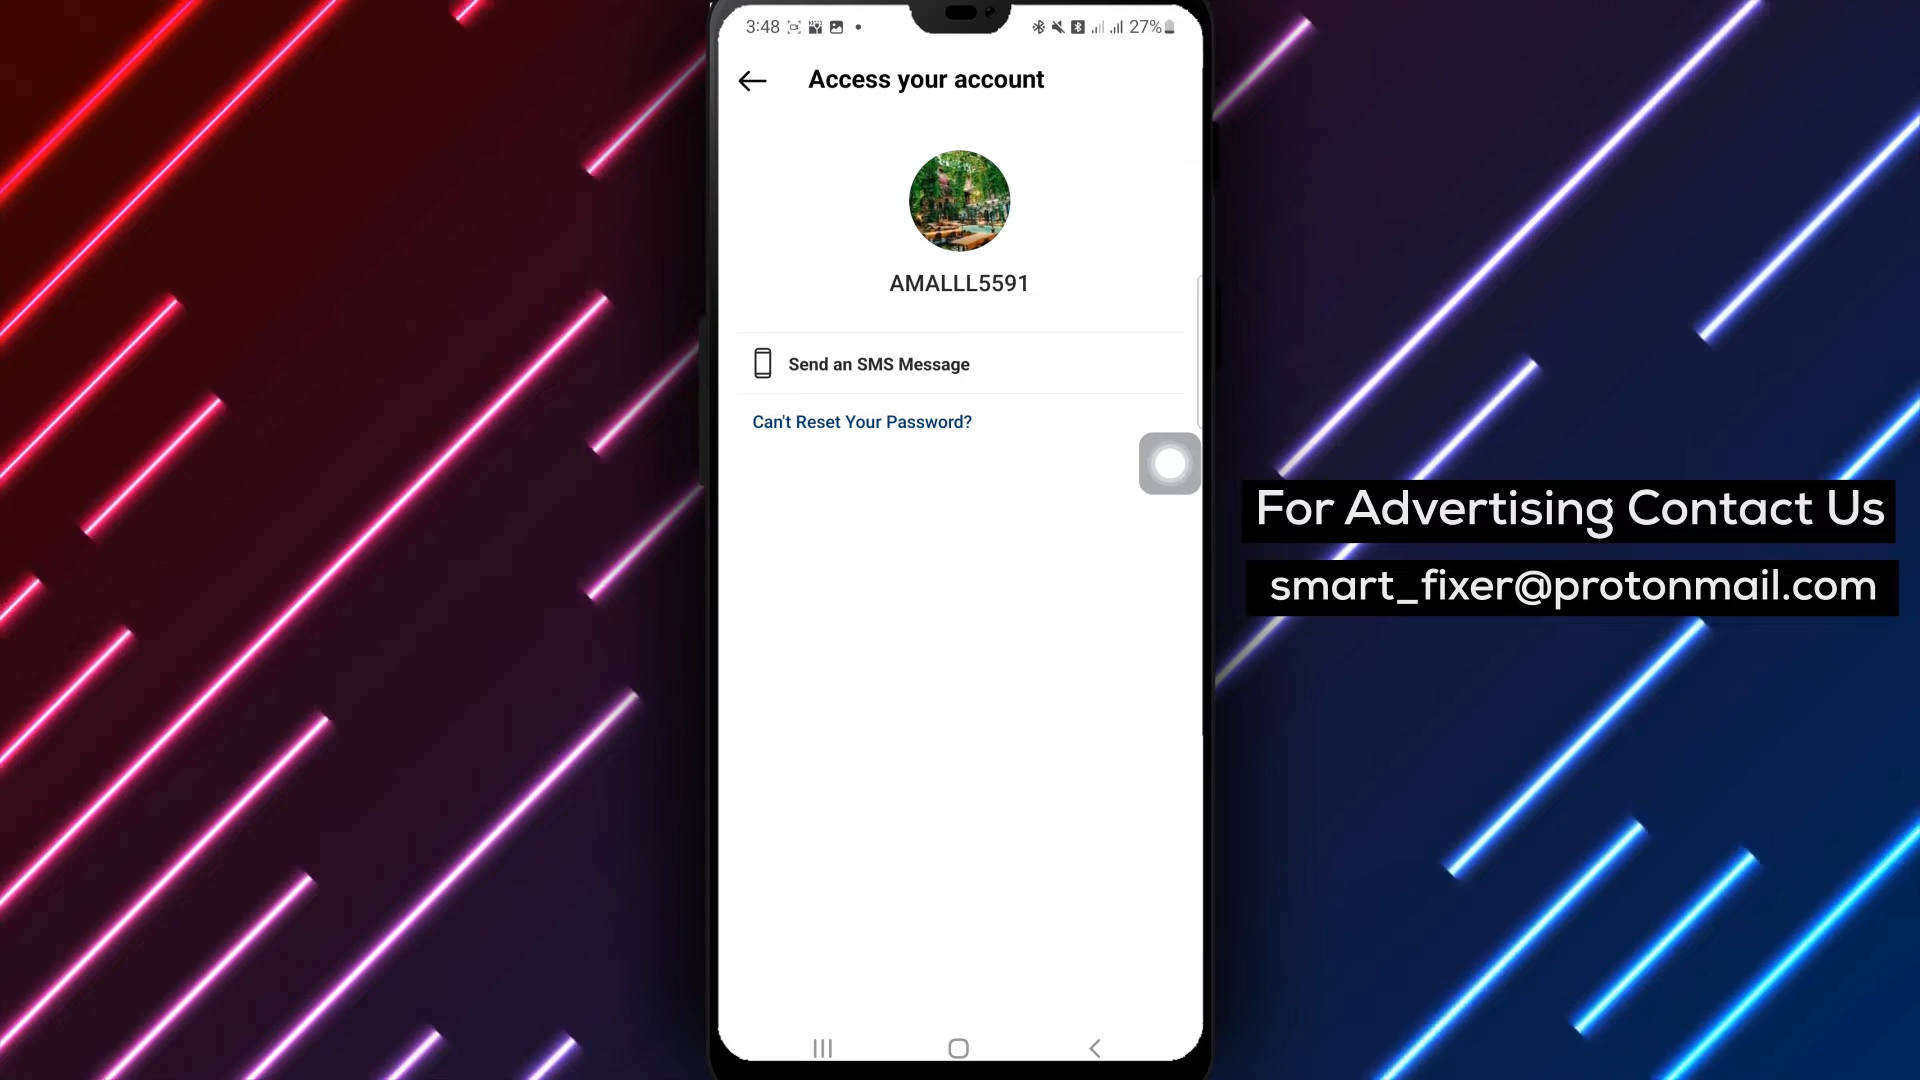 3:48
27%
Access your account
AMALLL5591
Send an SMS Message
Can't Reset Your Password?
For Advertising Contact Us
smart_fixer@protonmail.com